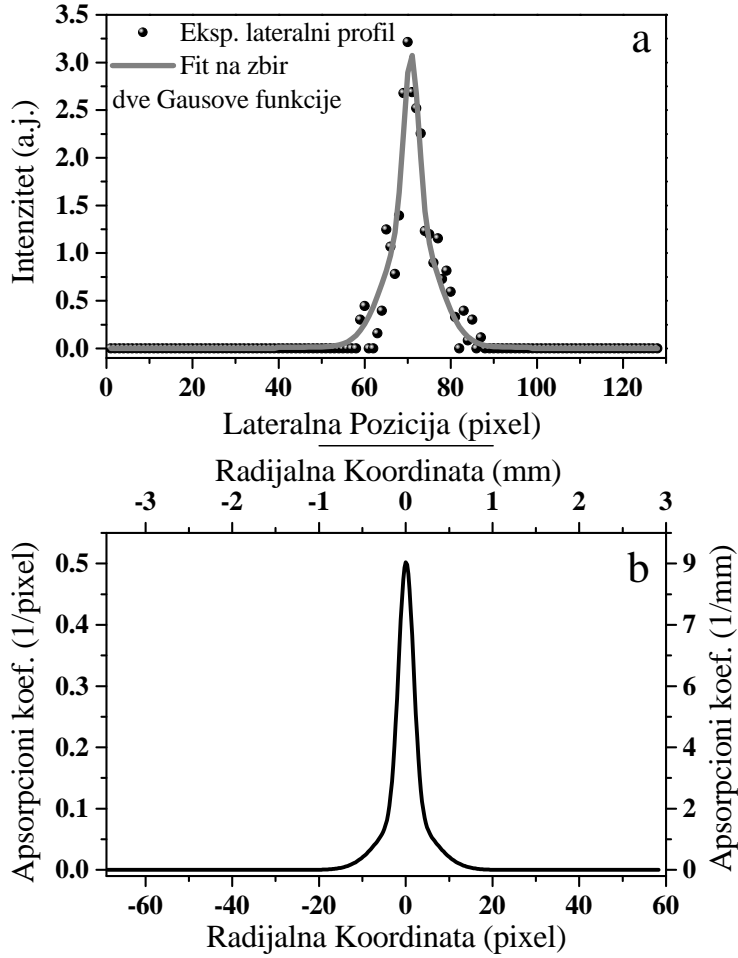 a
Eksp. lateralni profil
Fit na zbir
dve Gausove funkcije
Intenzitet (a.j.)
3.5
3.0
2.5
2.0
1.5
1.0
0.5
0.0
0 20 40 60 80 100 120
Lateralna Pozicija (pixel)
Radijalna Koordinata (mm)
-3 -2 -1 0 1 2 3
b
Apsorpcioni koef. (1/pixel)
0.5
0.4
0.3
0.2
0.1
0.0
9
7
6
4
2
0
Apsorpcioni koef. (1/mm)
-60 -40 -20 0 20 40 60
Radijalna Koordinata (pixel)